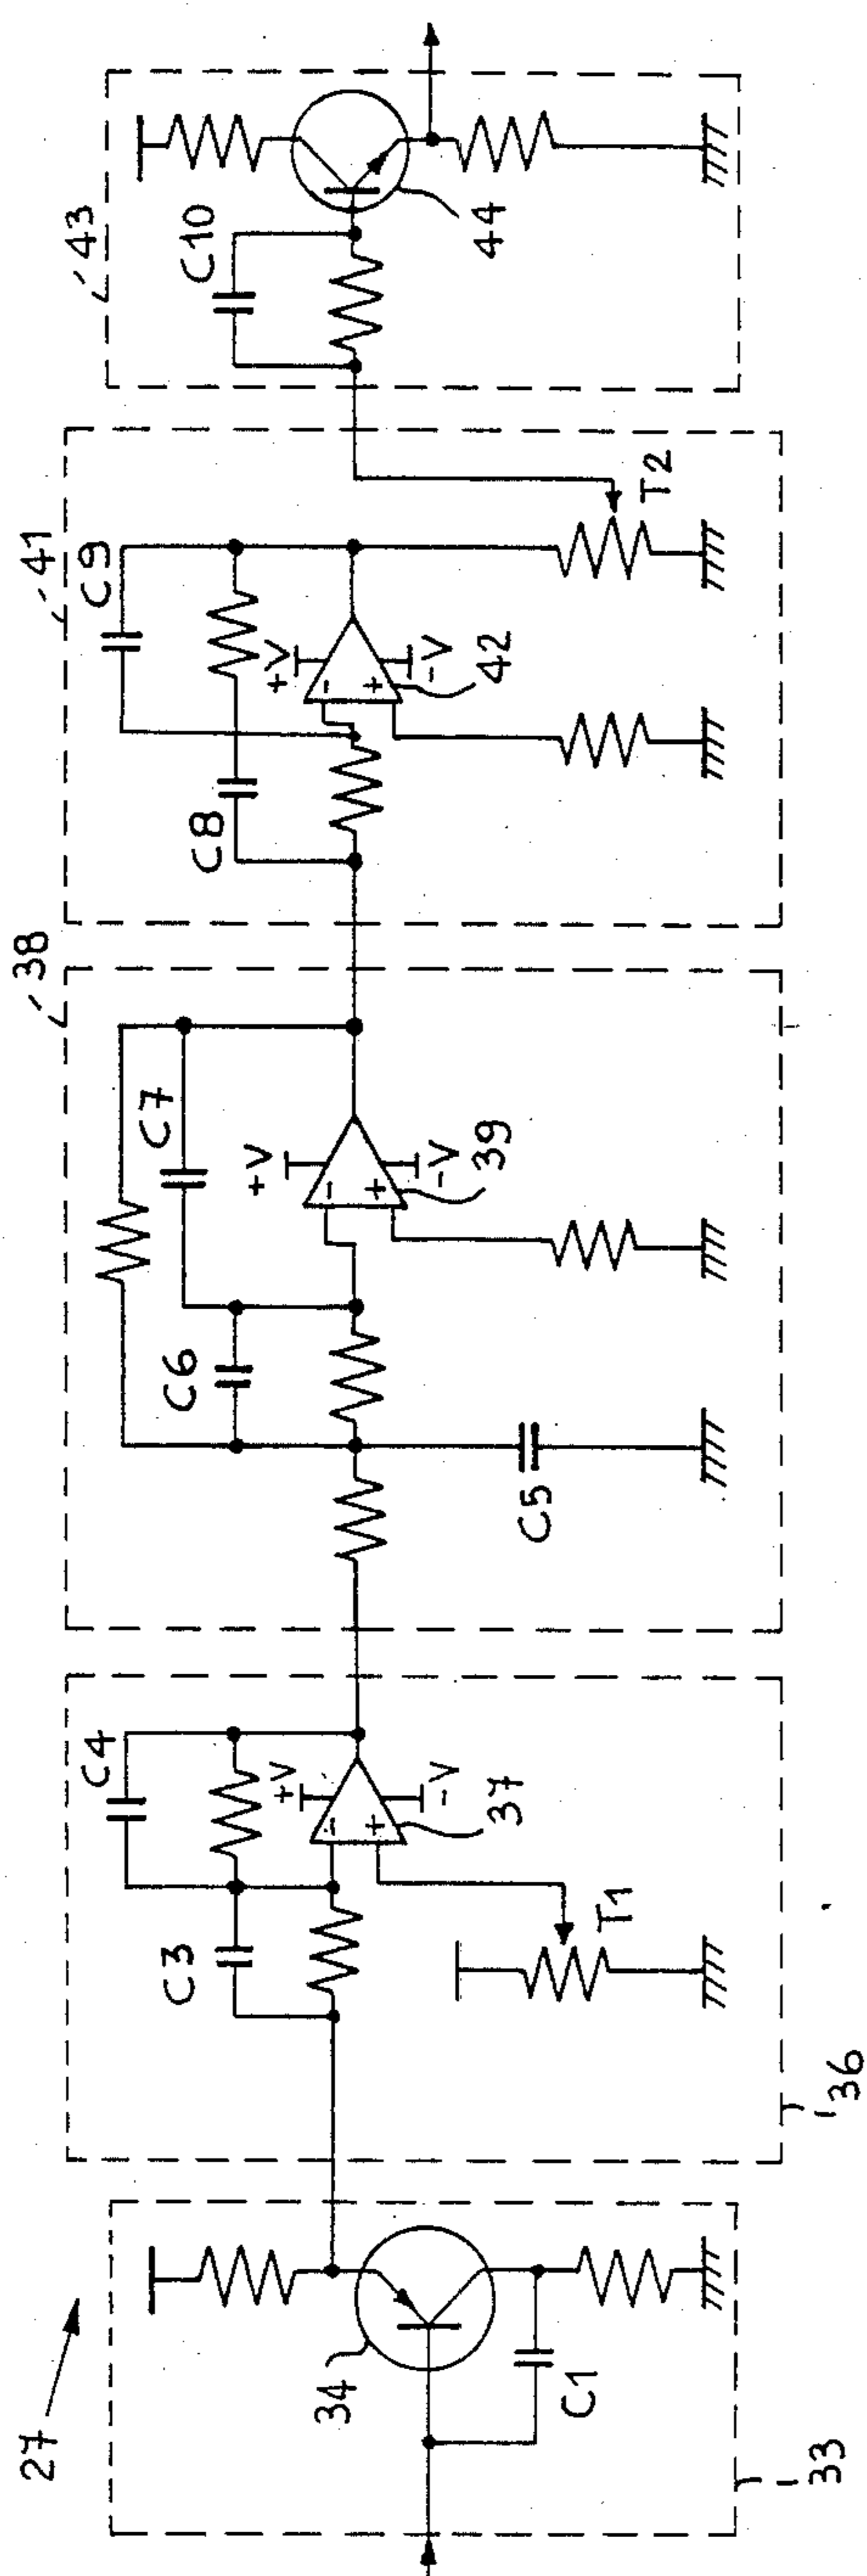 27
33
34
C1
36
C3
C4
+V
-
+
-V
37
T1
38
C5
C6
C7
+V
-
+
-V
39
41
C8
C9
+V
-
+
-V
42
T2
43
C10
44